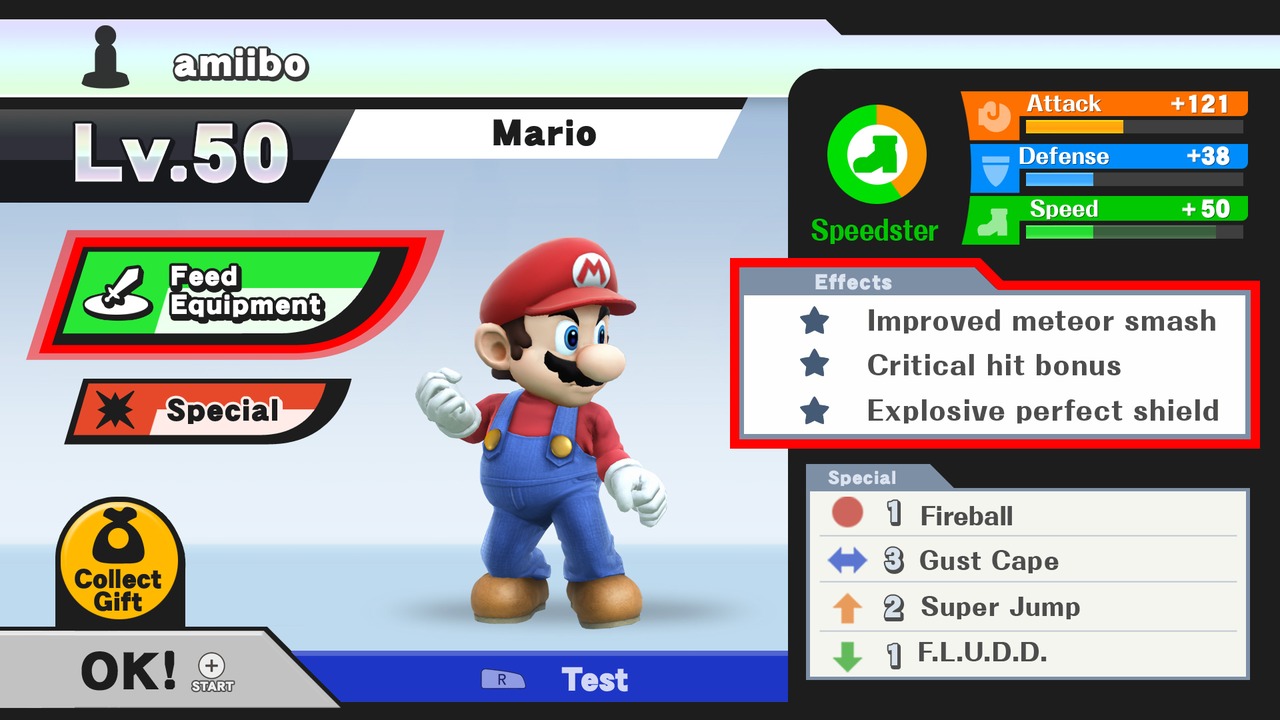 amiibo
Lv.50
Mario
Feed
Equipment
Special
Collect
Gift
OK!
START
R
Test
M
Speedster
Attack +121
Defense +38
Speed +50
Effects
Improved meteor smash
Critical hit bonus
Explosive perfect shield
Special
1 Fireball
3 Gust Cape
2 Super Jump
1 F.L.U.D.D.